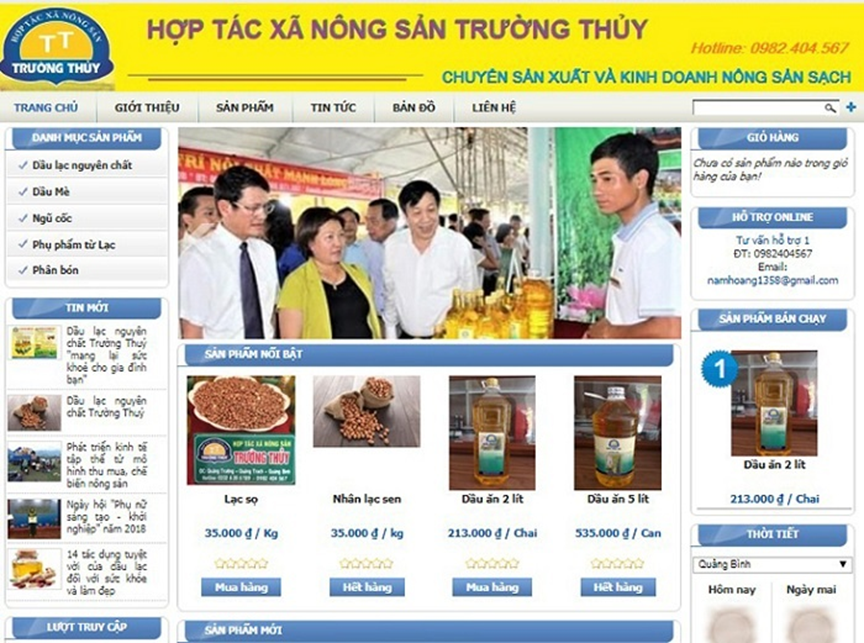 HỢP TÁC XÃ NÔNG SẢN
TT
TRƯỜNG THỦY
HỢP TÁC XÃ NÔNG SẢN TRƯỜNG THỦY
Hotline: 0982.404.567
CHUYÊN SẢN XUẤT VÀ KINH DOANH NÔNG SẢN SẠCH
TRANG CHỦ GIỚI THIỆU SẢN PHẨM TIN TỨC BẢN ĐỒ LIÊN HỆ
DANH MỤC SẢN PHẨM
Dầu lạc nguyên chất
Dầu Mè
Ngũ cốc
Phụ phẩm từ Lạc
Phân bón
TIN MỚI
Dầu lạc nguyên
chất Trường Thuỷ
"mang lại sức
khoẻ cho gia đình
bạn"
Dầu lạc nguyên
chất Trường Thuỷ
Phát triển kinh tế
tập thể từ mô
hình thu mua, chế
biến nông sản
Ngày hội "Phụ nữ
sáng tạo - khởi
nghiệp" năm 2018
14 tác dụng tuyệt
vời của dầu lạc
đối với sức khỏe
và làm đẹp
LƯỢT TRUY CẬP
TRÍ NỘI THẤT MẠNH LONG
SẢN PHẨM NỔI BẬT
HỢP TÁC XÃ NÔNG SẢN
TRƯỜNG THỦY
Lạc sọ
35.000 ₫ / Kg
Mua hàng
Nhân lạc sen
35.000 ₫ / kg
Hết hàng
Dầu ăn 2 lít
213.000 ₫ / Chai
Mua hàng
Dầu ăn 5 lít
535.000 ₫ / Can
Hết hàng
SẢN PHẨM MỚI
GIỎ HÀNG
Chưa có sản phẩm nào trong giỏ
hàng của bạn!
HỖ TRỢ ONLINE
Tư vấn hỗ trợ 1
ĐT: 0982404567
Email:
namhoang1358@gmail.com
SẢN PHẨM BÁN CHẠY
1
Dầu ăn 2 lít
213.000 ₫ / Chai
THỜI TIẾT
Quảng Bình
Hôm nay Ngày mai